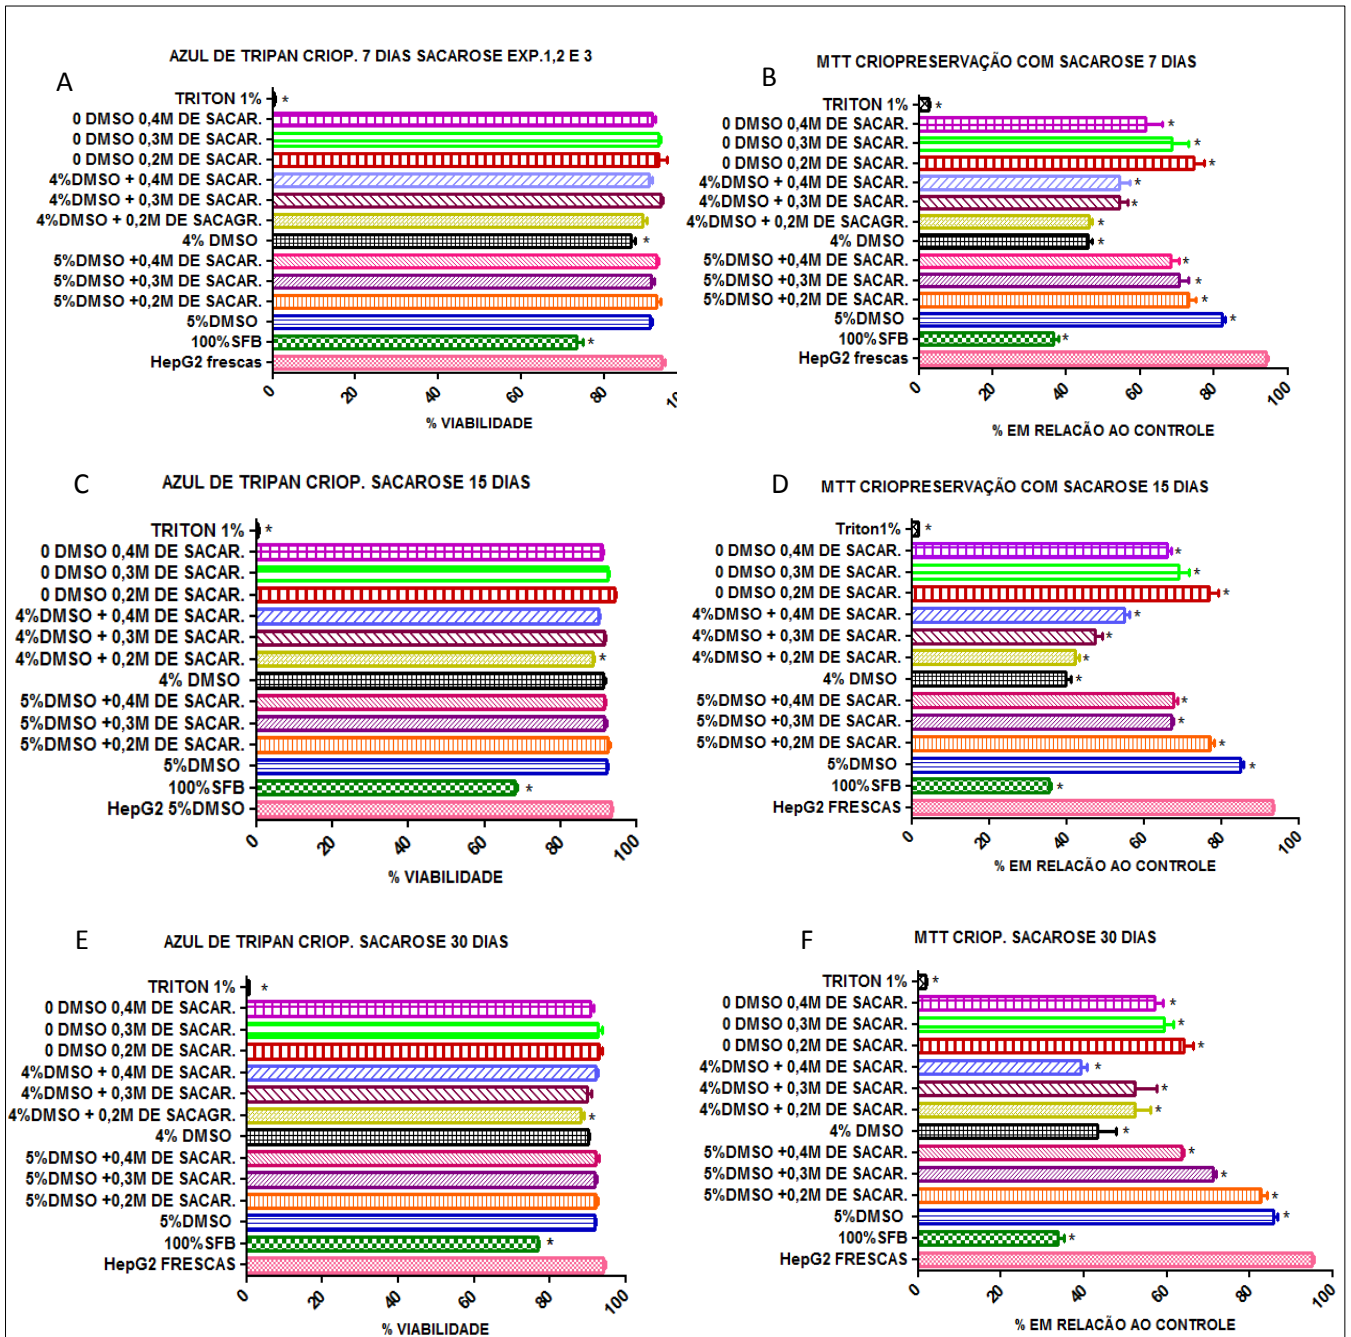 A
AZUL DE TRIPAN CRIOP. 7 DIAS SACAROSE EXP.1,2 E 3
TRITON 1%
*
0 DMSO 0,4M DE SACAR.
0 DMSO 0,3M DE SACAR.
0 DMSO 0,2M DE SACAR.
4%DMSO + 0,4M DE SACAR.
4%DMSO + 0,3M DE SACAR.
4%DMSO + 0,2M DE SACAGR.
4% DMSO
*
5%DMSO +0,4M DE SACAR.
5%DMSO +0,3M DE SACAR.
5%DMSO +0,2M DE SACAR.
5%DMSO
100%SFB
*
HepG2 frescas
0 20 40 60 80
% VIABILIDADE
B
MTT CRIOPRESERVAÇÃO COM SACAROSE 7 DIAS
TRITON 1% *
0 DMSO 0,4M DE SACAR. *
0 DMSO 0,3M DE SACAR. *
0 DMSO 0,2M DE SACAR. *
4%DMSO + 0,4M DE SACAR. *
4%DMSO + 0,3M DE SACAR. *
4%DMSO + 0,2M DE SACAGR. *
4% DMSO *
5%DMSO +0,4M DE SACAR. *
5%DMSO +0,3M DE SACAR. *
5%DMSO +0,2M DE SACAR. *
5%DMSO *
100%SFB *
HepG2 frescas
0 20 40 60 80 100
% EM RELACÃO AO CONTROLE
C
AZUL DE TRIPAN CRIOP. SACAROSE 15 DIAS
TRITON 1% *
0 DMSO 0,4M DE SACAR.
0 DMSO 0,3M DE SACAR.
0 DMSO 0,2M DE SACAR.
4%DMSO + 0,4M DE SACAR.
4%DMSO + 0,3M DE SACAR.
4%DMSO + 0,2M DE SACAR. *
4% DMSO
5%DMSO +0,4M DE SACAR.
5%DMSO +0,3M DE SACAR.
5%DMSO +0,2M DE SACAR.
5%DMSO
100%SFB *
HepG2 5%DMSO
0 20 40 60 80 100
% VIABILIDADE
D
MTT CRIOPRESERVAÇÃO COM SACAROSE 15 DIAS
Triton1% *
0 DMSO 0,4M DE SACAR. *
0 DMSO 0,3M DE SACAR. *
0 DMSO 0,2M DE SACAR. *
4%DMSO + 0,4M DE SACAR. *
4%DMSO + 0,3M DE SACAR. *
4%DMSO + 0,2M DE SACAR. *
4% DMSO *
5%DMSO +0,4M DE SACAR. *
5%DMSO +0,3M DE SACAR. *
5%DMSO +0,2M DE SACAR. *
5%DMSO *
100%SFB *
HepG2 FRESCAS
0 20 40 60 80 100
% EM RELACÃO AO CONTROLE
E
AZUL DE TRIPAN CRIOP. SACAROSE 30 DIAS
TRITON 1% *
0 DMSO 0,4M DE SACAR.
0 DMSO 0,3M DE SACAR.
0 DMSO 0,2M DE SACAR.
4%DMSO + 0,4M DE SACAR.
4%DMSO + 0,3M DE SACAR.
4%DMSO + 0,2M DE SACAGR. *
4% DMSO
5%DMSO +0,4M DE SACAR.
5%DMSO +0,3M DE SACAR.
5%DMSO +0,2M DE SACAR.
5%DMSO
100%SFB *
HepG2 FRESCAS
0 20 40 60 80 100
% VIABILIDADE
F
MTT CRIOP. SACAROSE 30 DIAS
TRITON 1% *
0 DMSO 0,4M DE SACAR. *
0 DMSO 0,3M DE SACAR. *
0 DMSO 0,2M DE SACAR. *
4%DMSO + 0,4M DE SACAR. *
4%DMSO + 0,3M DE SACAR. *
4%DMSO + 0,2M DE SACAR. *
4% DMSO *
5%DMSO +0,4M DE SACAR. *
5%DMSO +0,3M DE SACAR. *
5%DMSO +0,2M DE SACAR. *
5%DMSO *
100%SFB *
HepG2 FRESCAS
0 20 40 60 80 100
% EM RELACÃO AO CONTROLE